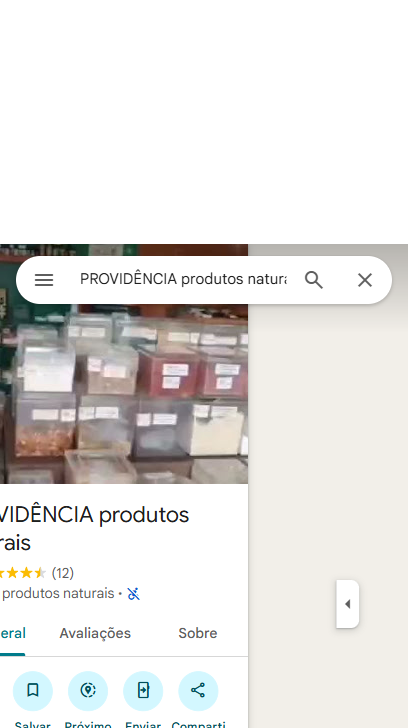 PROVIDÊNCIA produtos natura
VIDÊNCIA produtos
rais
(12)
produtos naturais •
eral Avaliações Sobre
Salvar Próximo Enviar Comparti